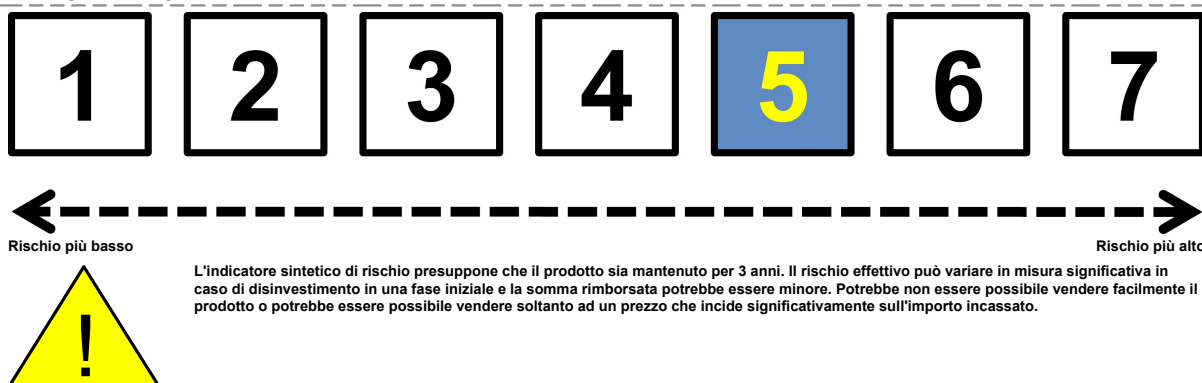 1 2 3 4 5 6 7
Rischio più basso Rischio più alto
L'indicatore sintetico di rischio presuppone che il prodotto sia mantenuto per 3 anni. Il rischio effettivo può variare in misura significativa in
caso di disinvestimento in una fase iniziale e la somma rimborsata potrebbe essere minore. Potrebbe non essere possibile vendere facilmente il
prodotto o potrebbe essere possibile vendere soltanto ad un prezzo che incide significativamente sull'importo incassato.
!